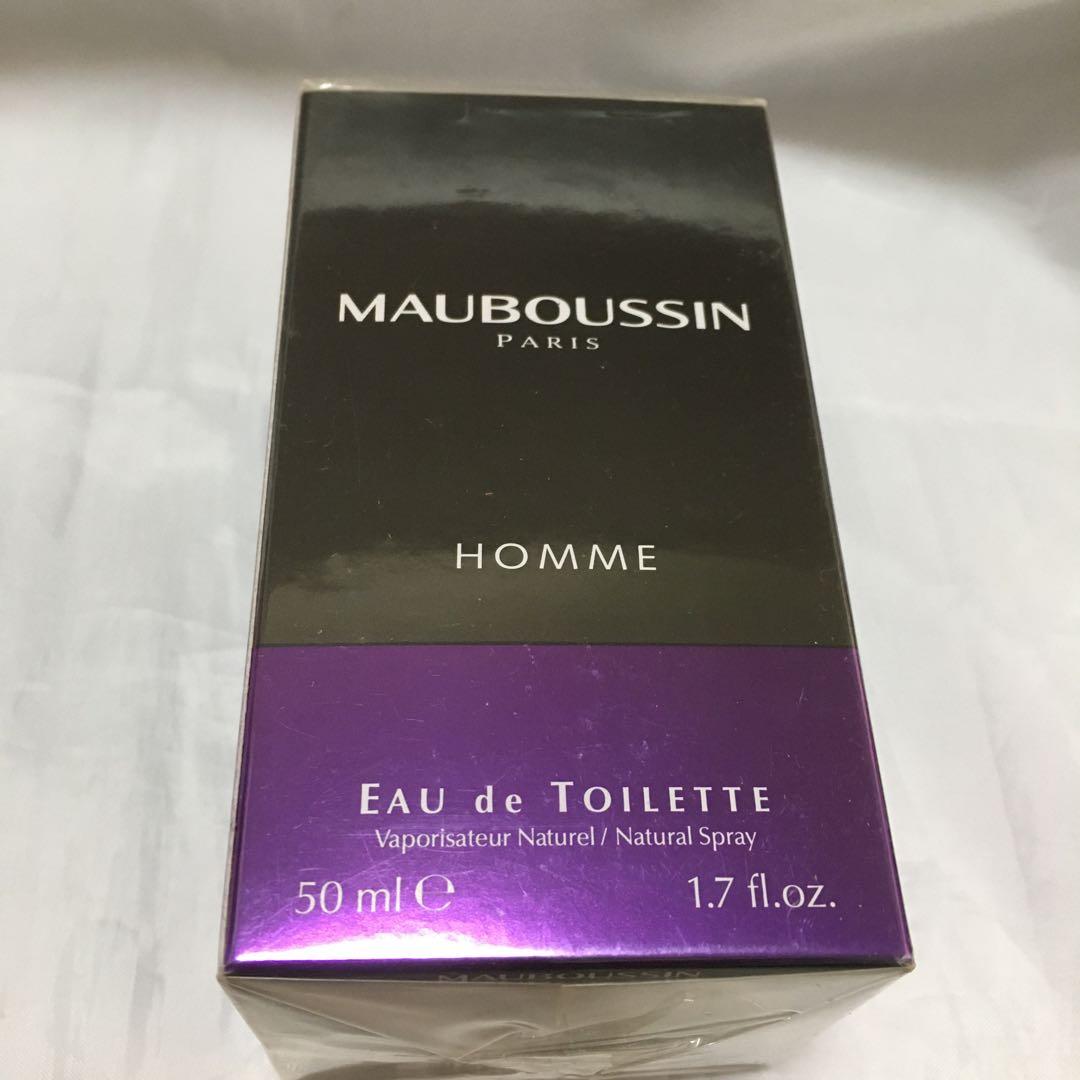 MAUBOUSSIN
PARIS
HOMME
EAU de TOILETTE
Vaporisateur Naturel / Natural Spray
50 ml ℮
1.7 fl.oz.
MAUBOUSSIN